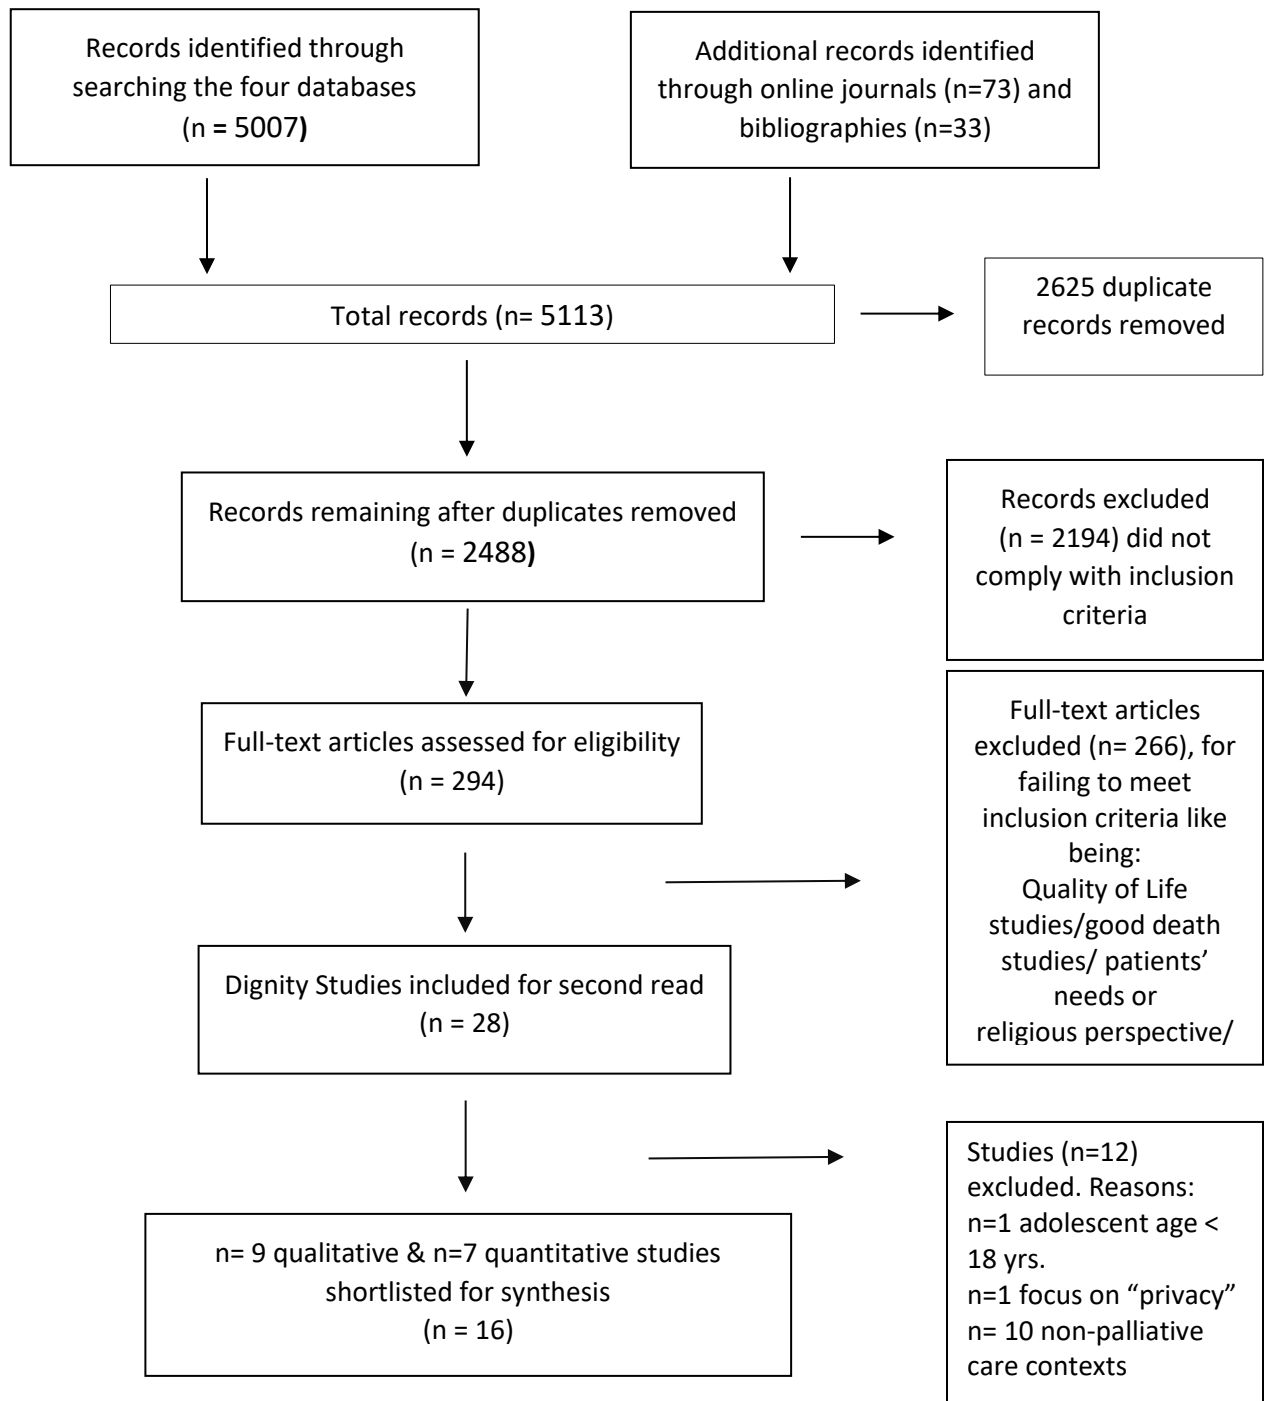 Records identified through
searching the four databases
(n = 5007)
Additional records identified
through online journals (n=73) and
bibliographies (n=33)
Total records (n= 5113)
2625 duplicate
records removed
Records remaining after duplicates removed
(n = 2488)
Records excluded
(n = 2194) did not
comply with inclusion
criteria
Full-text articles assessed for eligibility
(n = 294)
Full-text articles
excluded (n= 266), for
failing to meet
inclusion criteria like
being:
Quality of Life
studies/good death
studies/ patients’
needs or
religious perspective/
Dignity Studies included for second read
(n = 28)
Studies (n=12)
excluded. Reasons:
n=1 adolescent age <
18 yrs.
n=1 focus on “privacy”
n= 10 non-palliative
care contexts
n= 9 qualitative & n=7 quantitative studies
shortlisted for synthesis
(n = 16)